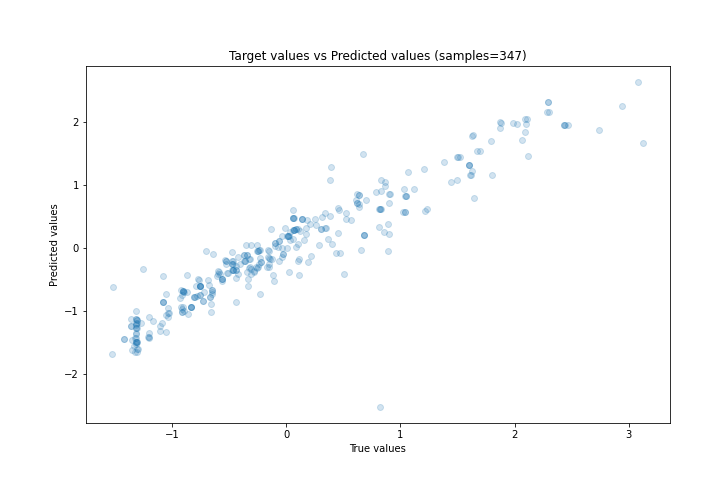 Target values vs Predicted values (samples=347)
Predicted values
2
1
0
−1
−2
−1 0 1 2 3
True values